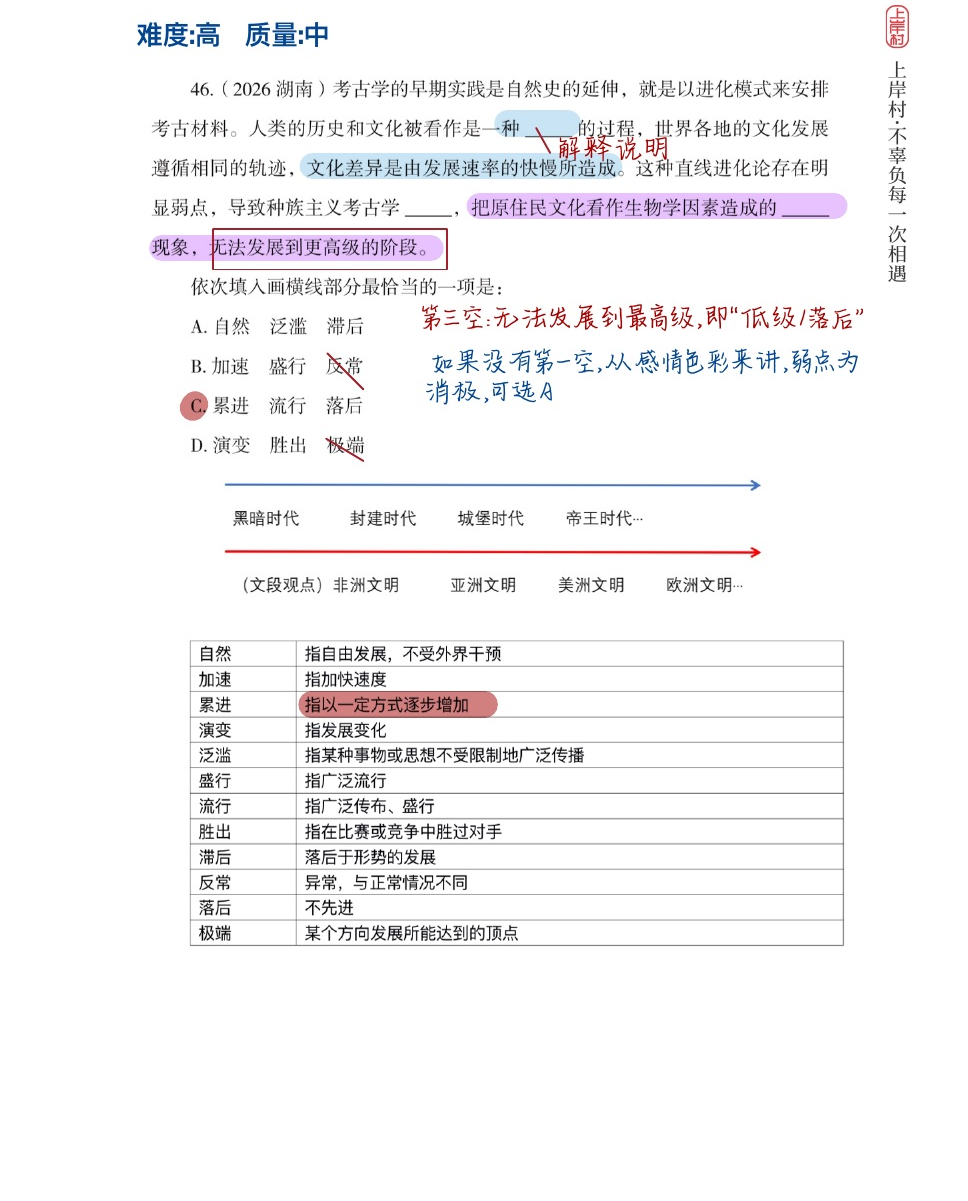 难度:高 质量:中
上岸村
上岸村·不辜负每一次相遇
46.（2026 湖南）考古学的早期实践是自然史的延伸，就是以进化模式来安排
考古材料。人类的历史和文化被看作是一种 _____ 的过程，世界各地的文化发展
解释说明
遵循相同的轨迹，文化差异是由发展速率的快慢所造成。这种直线进化论存在明
显弱点，导致种族主义考古学 _____，把原住民文化看作生物学因素造成的 _____
现象，无法发展到更高级的阶段。
依次填入画横线部分最恰当的一项是：
A. 自然 泛滥 滞后
第三空:无法发展到最高级,即“低级/落后”
B. 加速 盛行 反常
如果没有第一空,从感情色彩来讲,弱点为
消极,可选A
C. 累进 流行 落后
D. 演变 胜出 极端
黑暗时代 封建时代 城堡时代 帝王时代…
（文段观点）非洲文明 亚洲文明 美洲文明 欧洲文明…
自然 指自由发展，不受外界干预
加速 指加快速度
累进 指以一定方式逐步增加
演变 指发展变化
泛滥 指某种事物或思想不受限制地广泛传播
盛行 指广泛流行
流行 指广泛传布、盛行
胜出 指在比赛或竞争中胜过对手
滞后 落后于形势的发展
反常 异常，与正常情况不同
落后 不先进
极端 某个方向发展所能达到的顶点